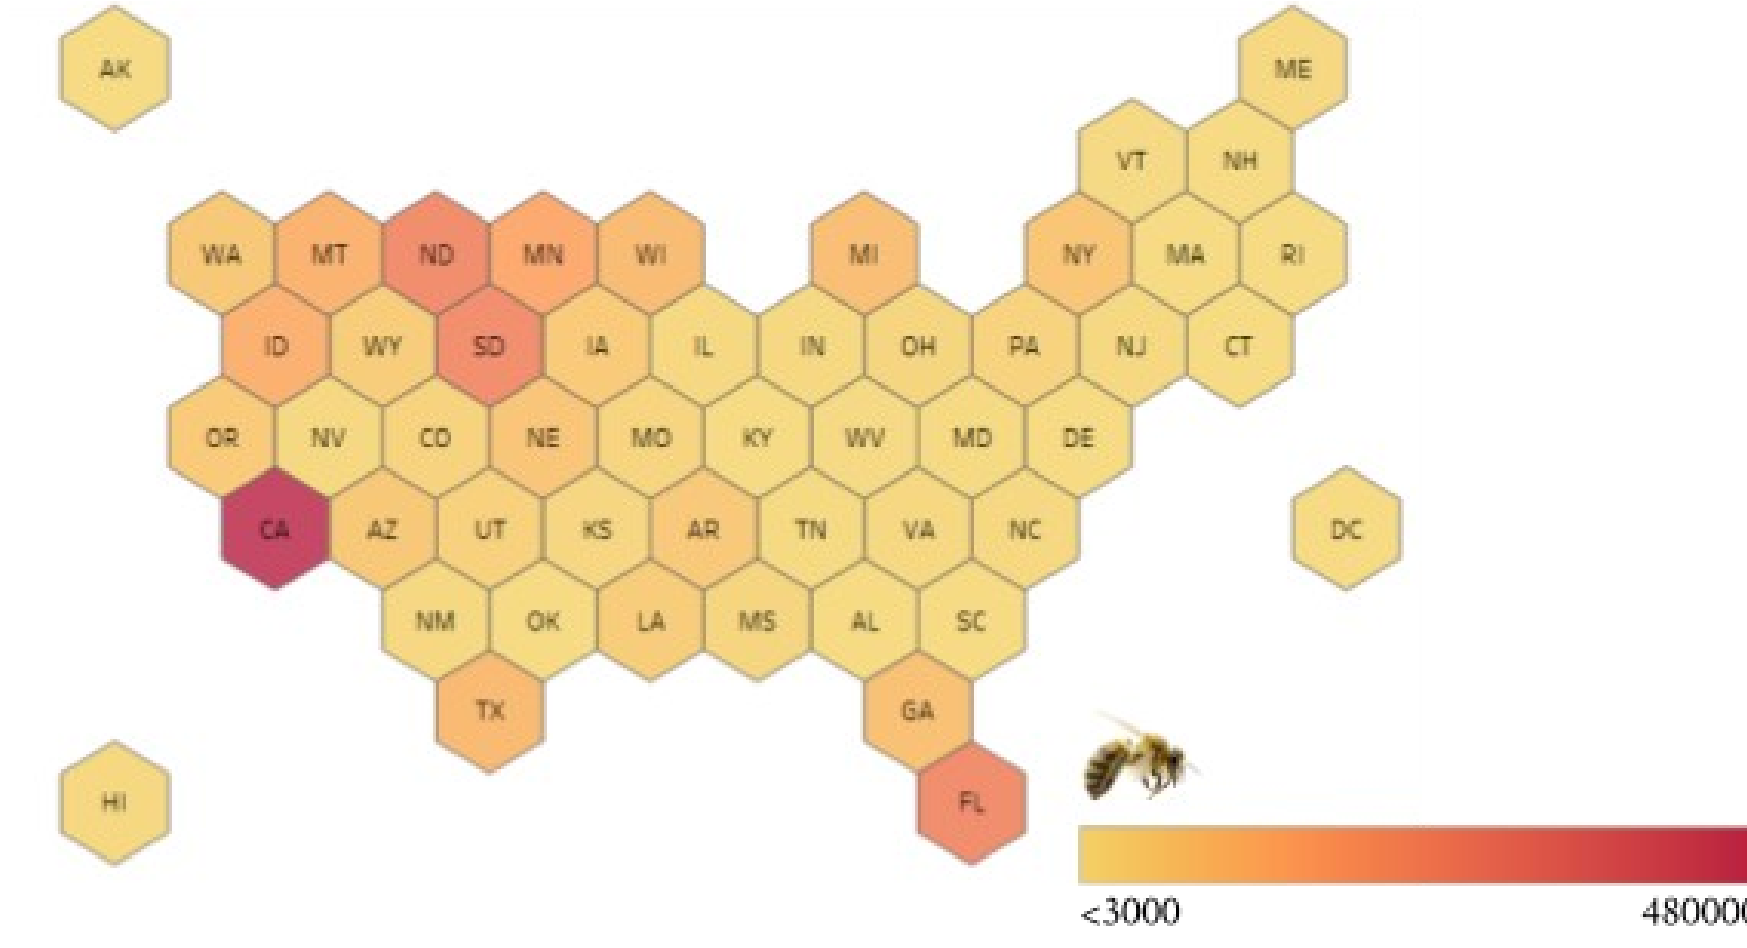 AK
ME
VT NH
WA MT ND MN WI MI NY MA RI
ID WY SD IA IL IN OH PA NJ CT
OR NV CO NE MO KY WV MD DE
CA AZ UT KS AR TN VA NC DC
NM OK LA MS AL SC
TX GA
HI FL
<3000 480000